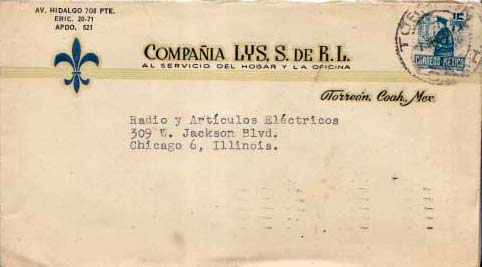 AV. HIDALGO 708 PTE.
ERIC. 20-71
APDO. 521
COMPAÑIA LYS, S. DE R. L.
AL SERVICIO DEL HOGAR Y LA OFICINA
Torreón, Coah., Mex.
15
CORREOS MEXICO
Radio y Artículos Eléctricos
309 W. Jackson Blvd.
Chicago 6, Illinois.